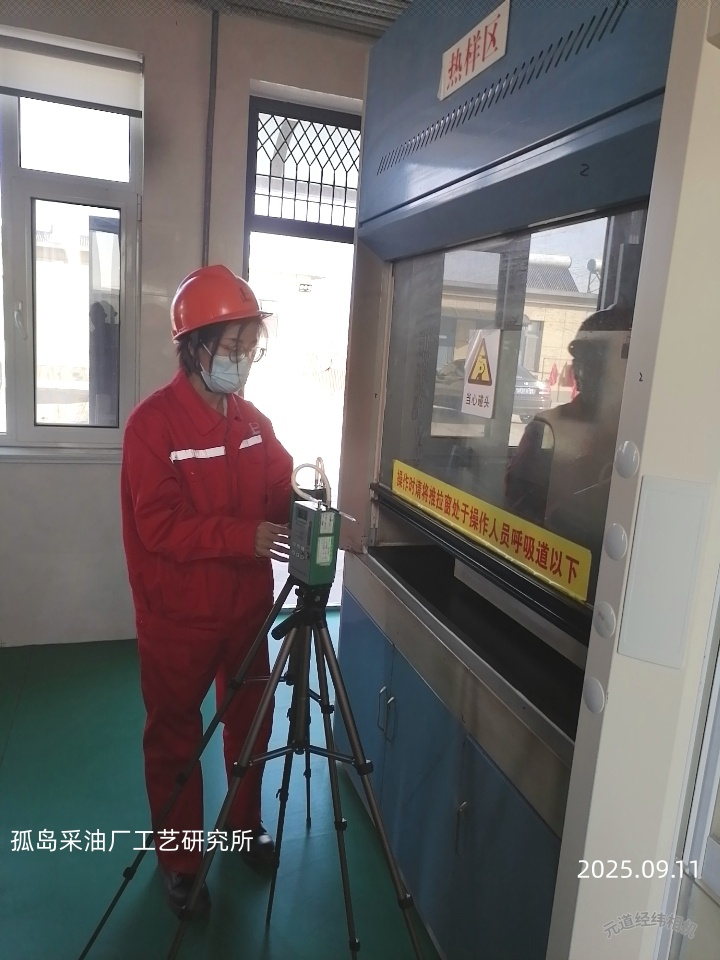 热样区
2
当心碰头
2
操作时请将推拉窗处于操作人员呼吸道以下
孤岛采油厂工艺研究所
2025.09.11
元道经纬相机